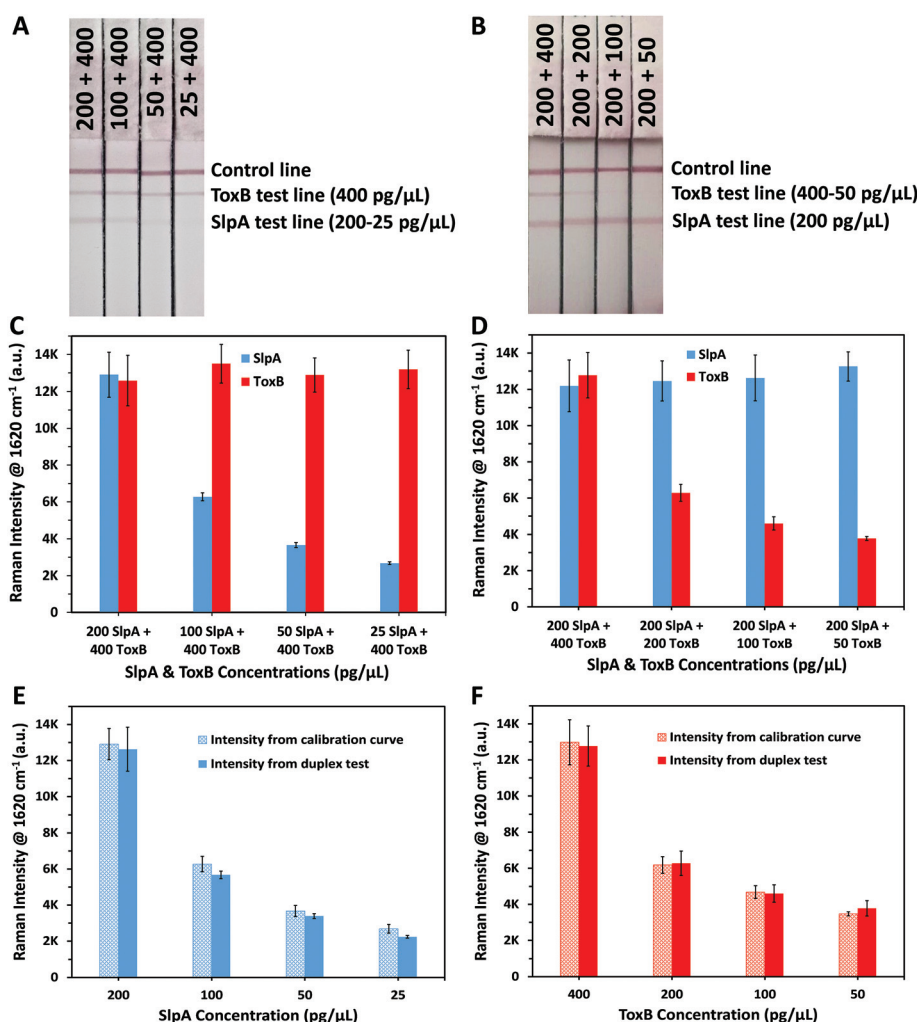 A
200 + 400
100 + 400
50 + 400
25 + 400
Control line
ToxB test line (400 pg/µL)
SlpA test line (200-25 pg/µL)
B
200 + 400
200 + 200
200 + 100
200 + 50
Control line
ToxB test line (400-50 pg/µL)
SlpA test line (200 pg/µL)
C
Raman Intensity @ 1620 cm⁻¹ (a.u.)
14K
12K
10K
8K
6K
4K
2K
0
SlpA
ToxB
200 SlpA + 100 SlpA + 50 SlpA + 25 SlpA +
400 ToxB 400 ToxB 400 ToxB 400 ToxB
SlpA & ToxB Concentrations (pg/µL)
D
Raman Intensity @ 1620 cm⁻¹ (a.u.)
14K
12K
10K
8K
6K
4K
2K
0
SlpA
ToxB
200 SlpA + 200 SlpA + 200 SlpA + 200 SlpA +
400 ToxB 200 ToxB 100 ToxB 50 ToxB
SlpA & ToxB Concentrations (pg/µL)
E
Raman Intensity @ 1620 cm⁻¹ (a.u.)
14K
12K
10K
8K
6K
4K
2K
0
Intensity from calibration curve
Intensity from duplex test
200 100 50 25
SlpA Concentration (pg/µL)
F
Raman Intensity @ 1620 cm⁻¹ (a.u.)
14K
12K
10K
8K
6K
4K
2K
0
Intensity from calibration curve
Intensity from duplex test
400 200 100 50
ToxB Concentration (pg/µL)